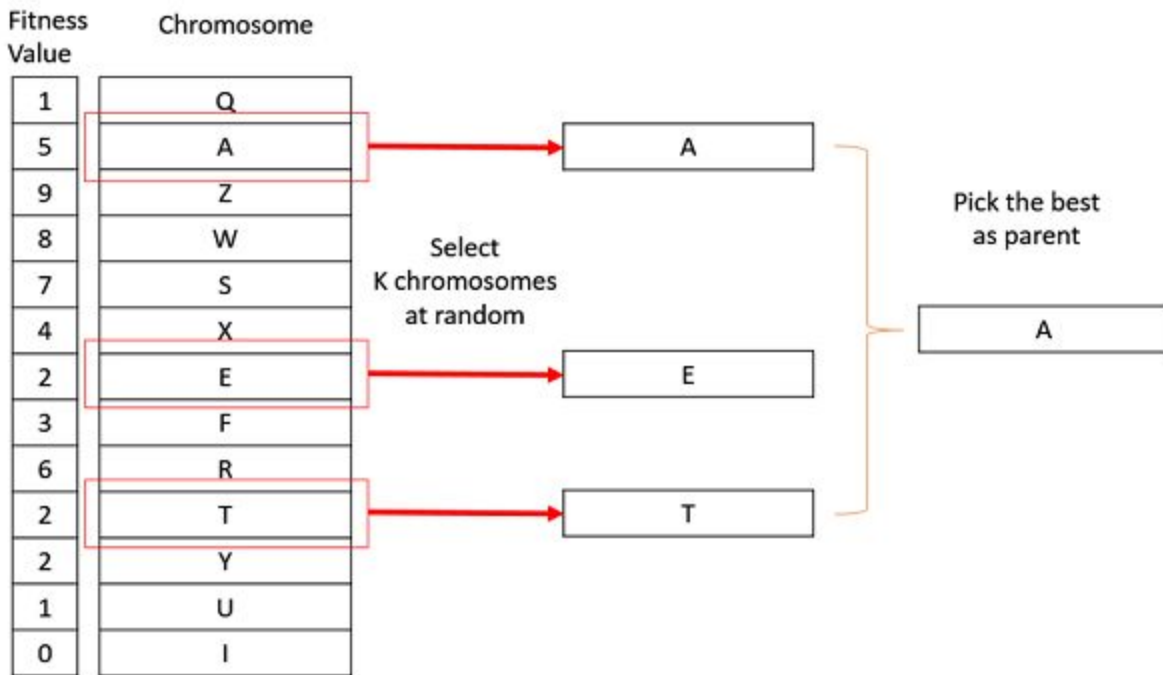 Fitness
Value
Chromosome
1 Q
5 A
9 Z
8 W
7 S
4 X
2 E
3 F
6 R
2 T
2 Y
1 U
0 I
Select
K chromosomes
at random
A
E
T
Pick the best
as parent
A